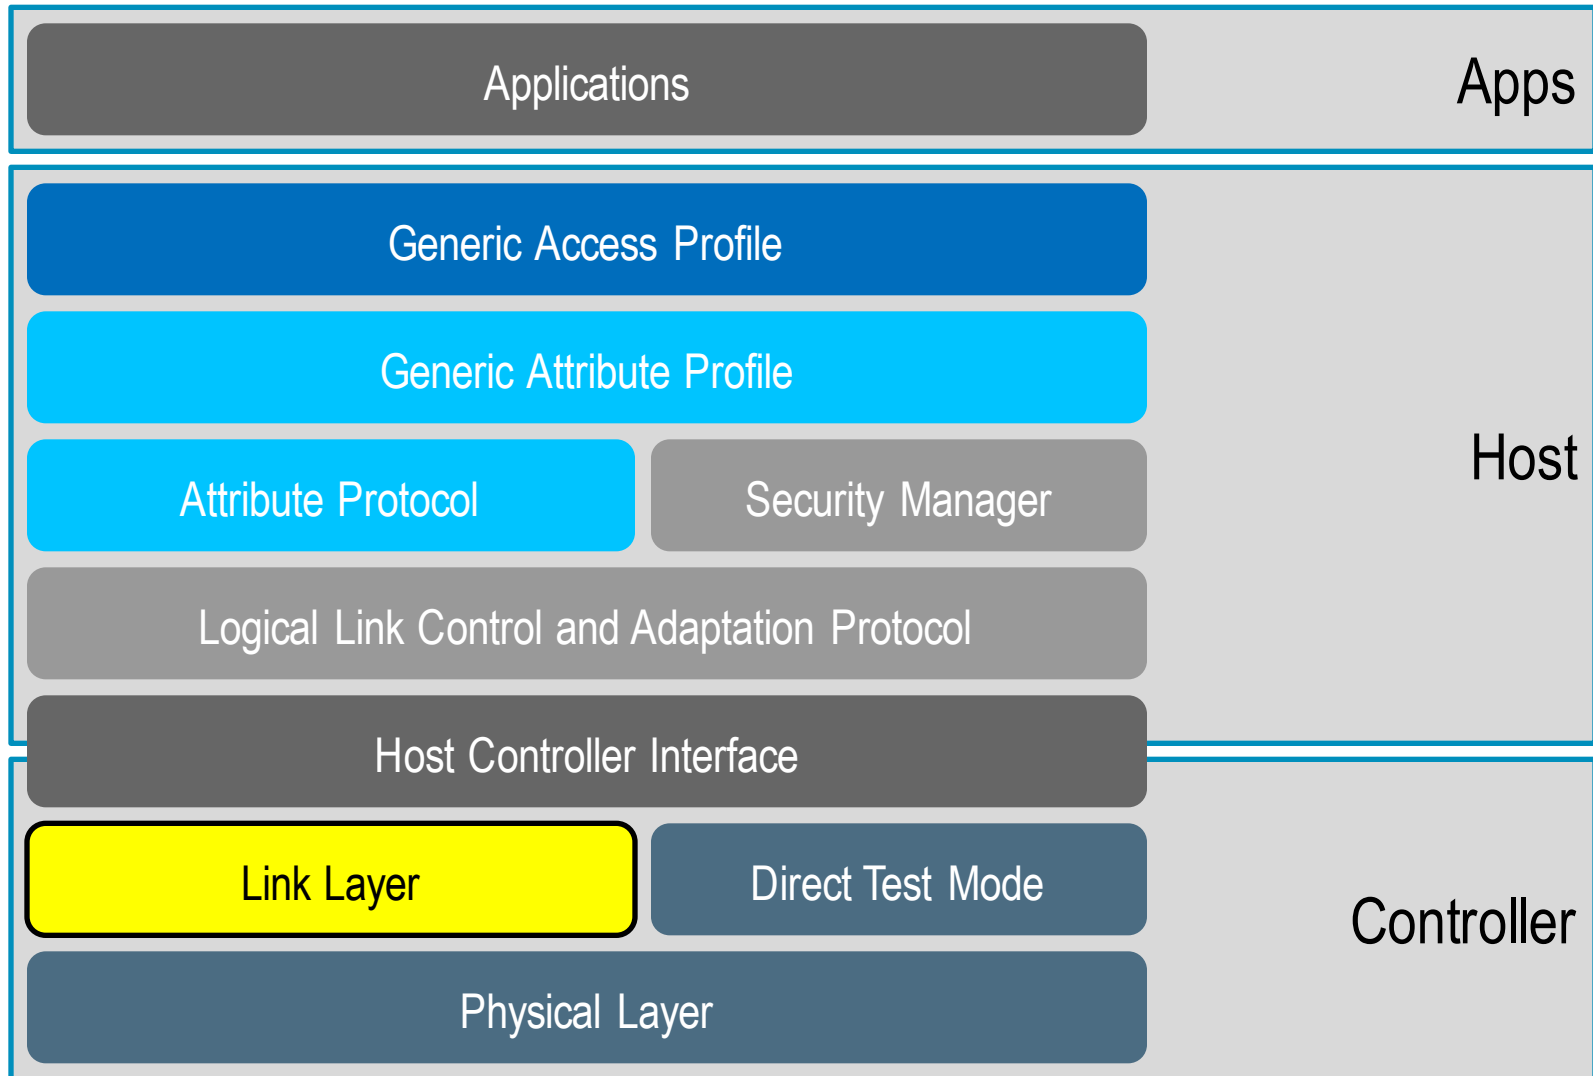 Applications
Apps
Generic Access Profile
Generic Attribute Profile
Attribute Protocol
Security Manager
Host
Logical Link Control and Adaptation Protocol
Host Controller Interface
Link Layer
Direct Test Mode
Controller
Physical Layer